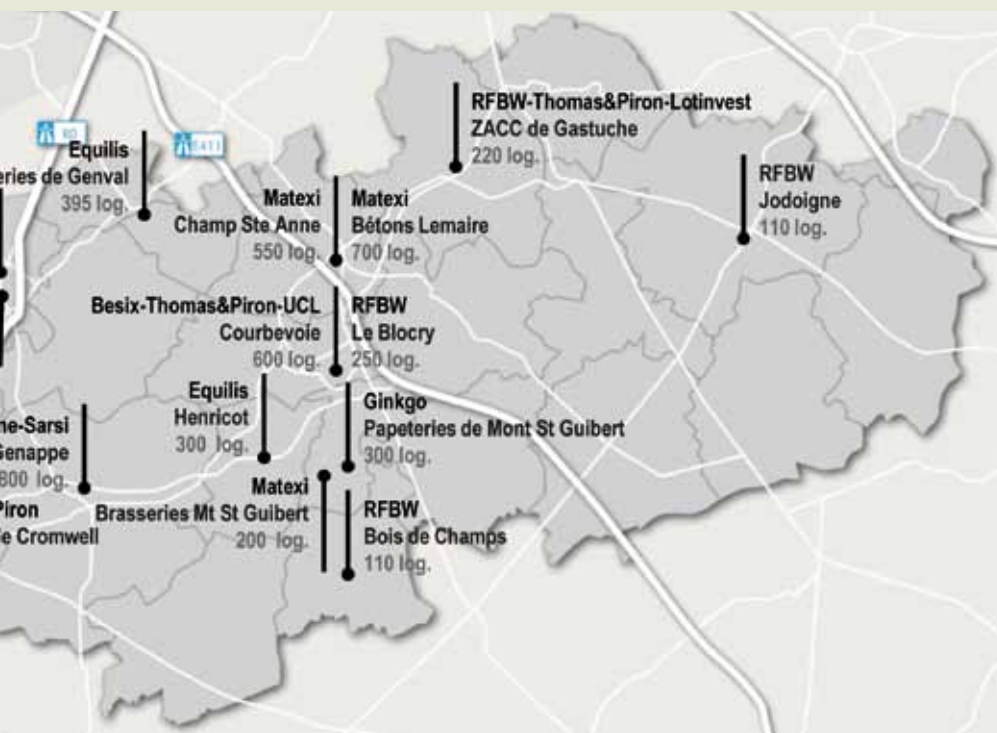 RFBW-Thomas&Piron-Lotinvest
ZACC de Gastuche
220 log.
R0
E411
Equilis
eries de Genval
395 log.
RFBW
Jodoigne
110 log.
Matexi
Champ Ste Anne
550 log.
Matexi
Bétons Lemaire
700 log.
Besix-Thomas&Piron-UCL
Courbevoie
600 log.
RFBW
Le Blocry
250 log.
Equilis
Henricot
300 log.
Ginkgo
Papeteries de Mont St Guibert
300 log.
ne-Sarsi
Genappe
800 log.
Matexi
Brasseries Mt St Guibert
200 log.
Piron
e Cromwell
RFBW
Bois de Champs
110 log.